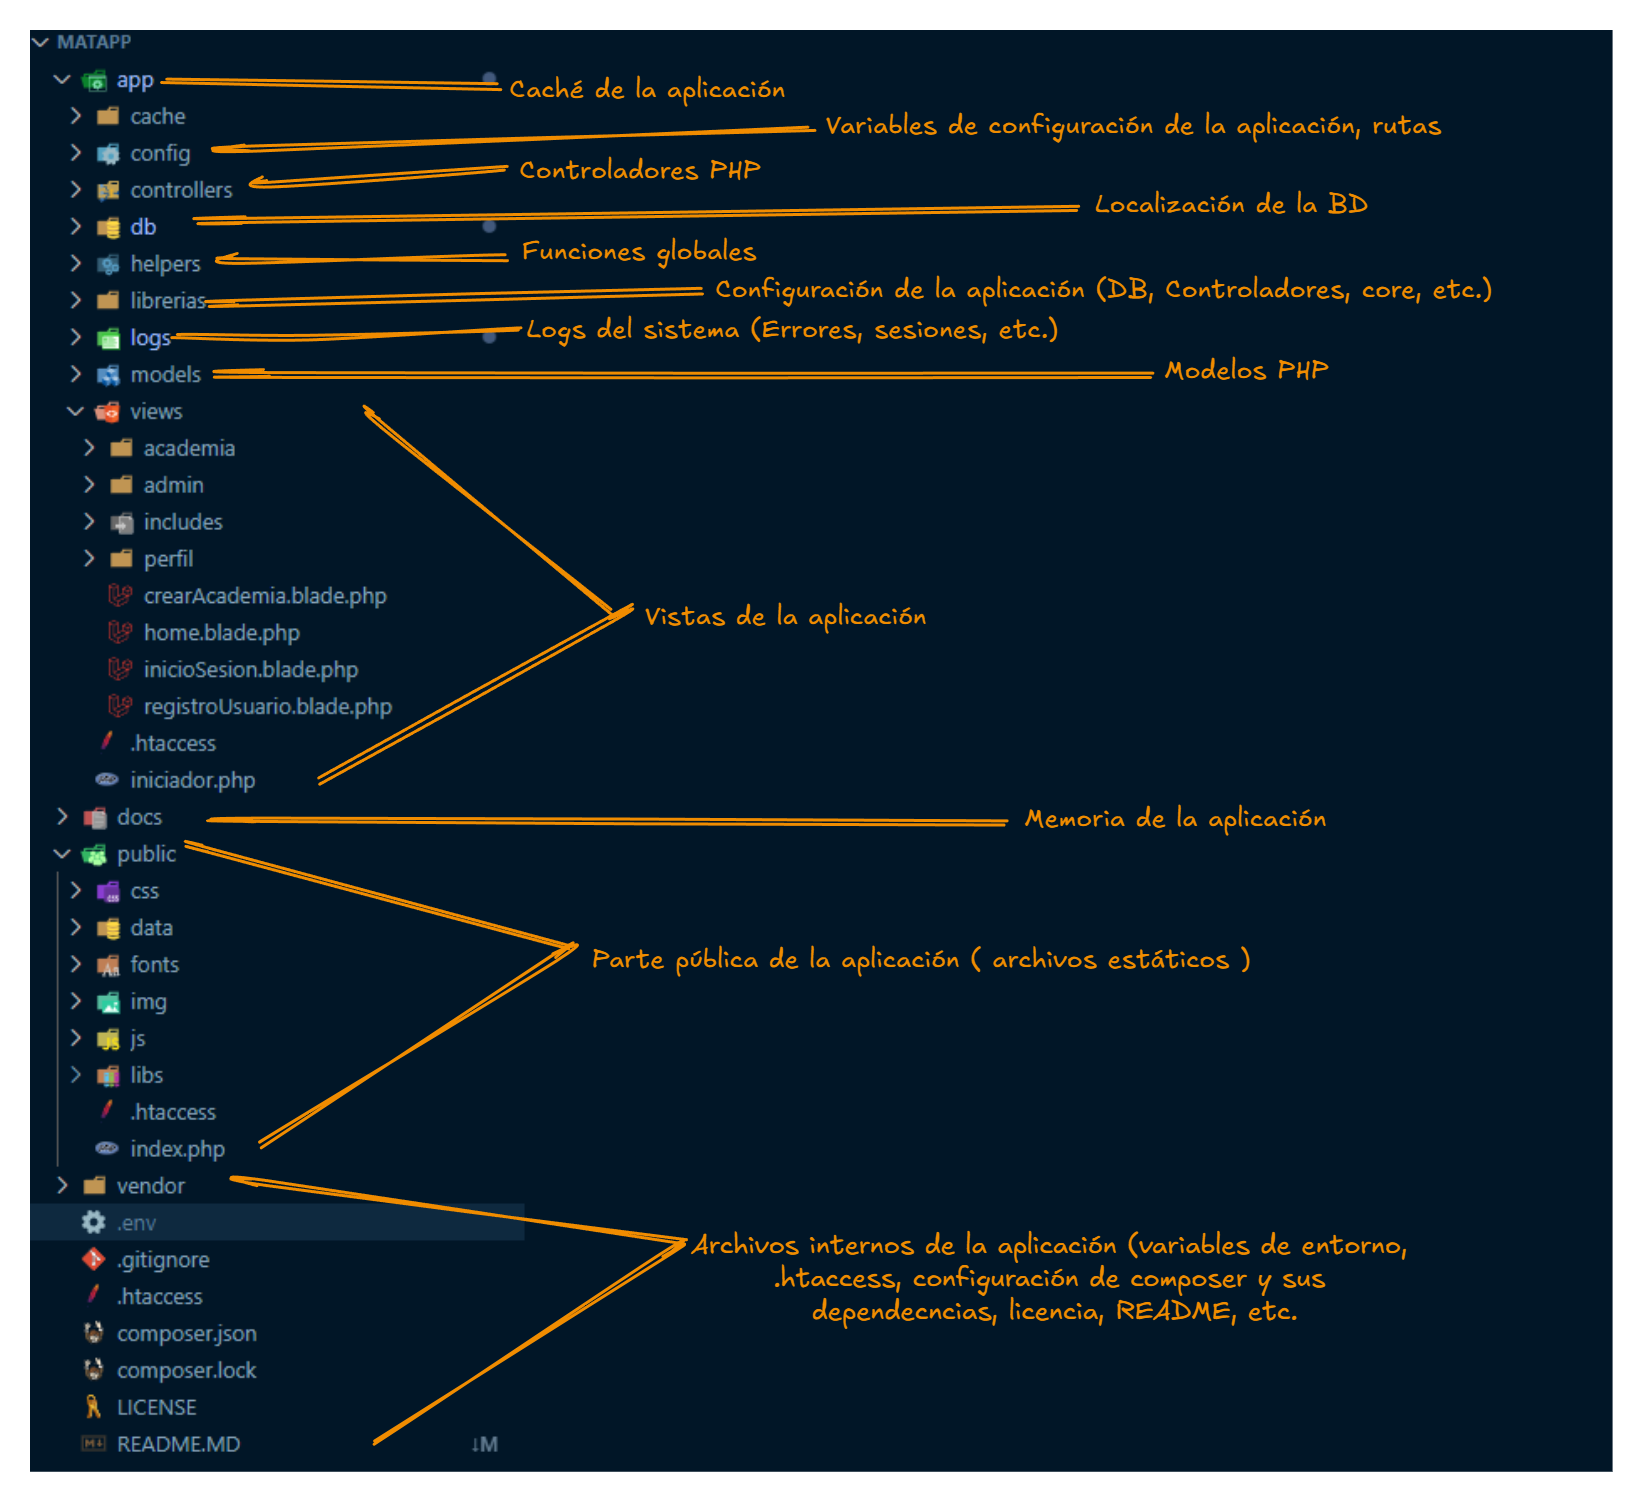 MATAPP
app
Caché de la aplicación
cache
Variables de configuración de la aplicación, rutas
config
Controladores PHP
controllers
Localización de la BD
db
Funciones globales
helpers
Configuración de la aplicación (DB, Controladores, core, etc.)
librerias
Logs del sistema (Errores, sesiones, etc.)
logs
models
Modelos PHP
views
academia
admin
includes
perfil
crearAcademia.blade.php
Vistas de la aplicación
home.blade.php
inicioSesion.blade.php
registroUsuario.blade.php
.htaccess
iniciador.php
docs
Memoria de la aplicación
public
css
data
fonts
Parte pública de la aplicación ( archivos estáticos )
img
js
libs
.htaccess
index.php
vendor
.env
Archivos internos de la aplicación (variables de entorno,
.htaccess, configuración de composer y sus
dependecncias, licencia, README, etc.
.gitignore
.htaccess
composer.json
composer.lock
LICENSE
README.MD
↓M